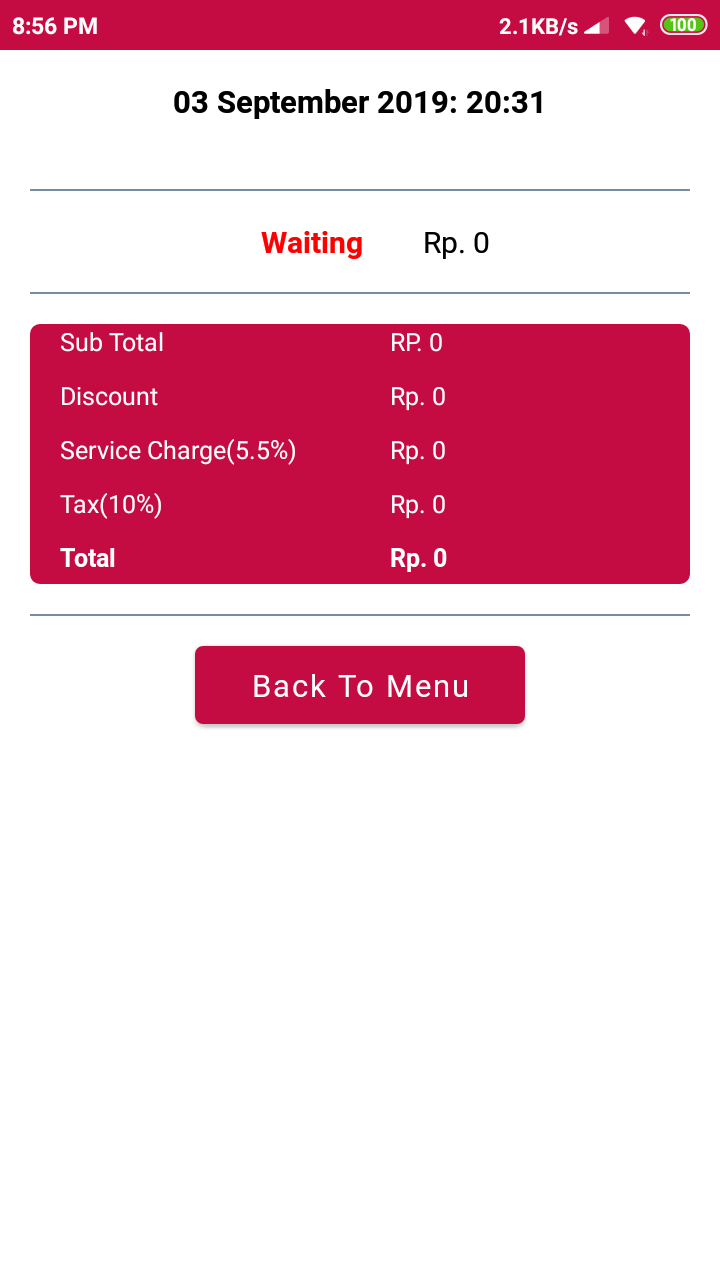 8:56 PM 2.1KB/s 100
03 September 2019: 20:31
Waiting Rp. 0
Sub Total RP. 0
Discount Rp. 0
Service Charge(5.5%) Rp. 0
Tax(10%) Rp. 0
Total Rp. 0
Back To Menu